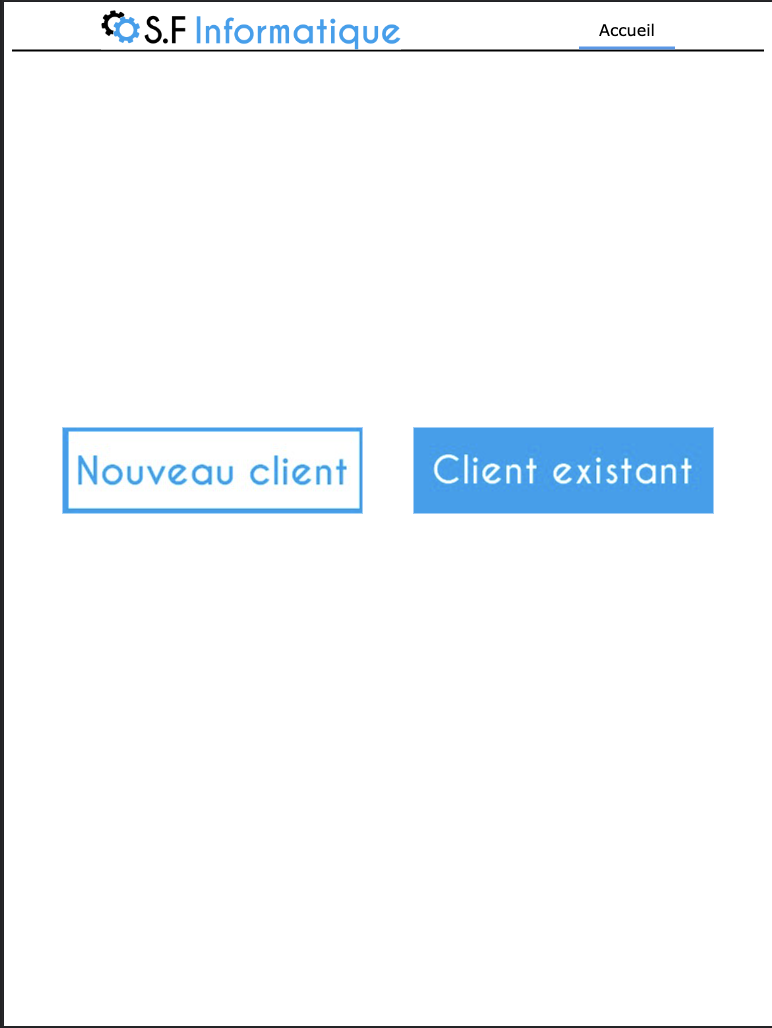 S.F Informatique
Accueil
Nouveau client
Client existant